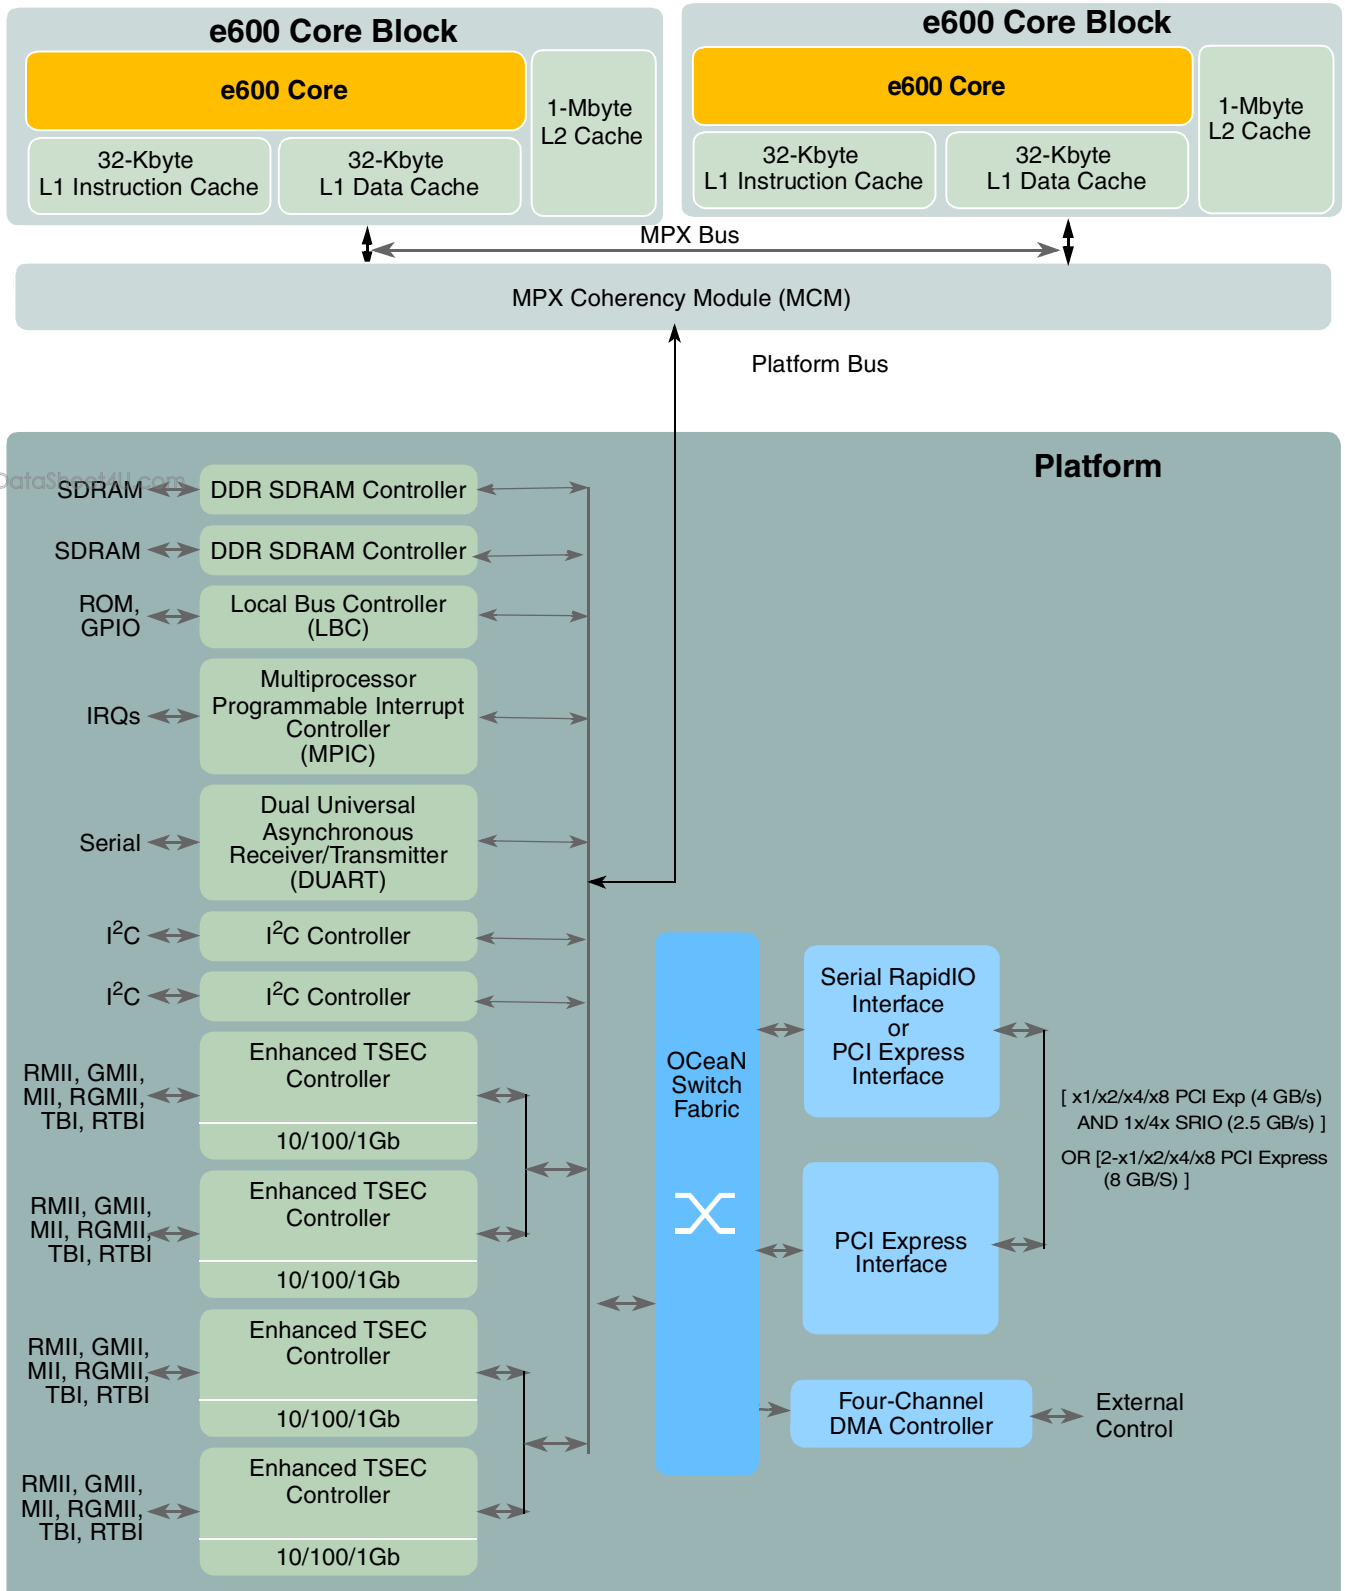 e600 Core Block
e600 Core
1-Mbyte
L2 Cache
32-Kbyte
L1 Instruction Cache
32-Kbyte
L1 Data Cache
e600 Core Block
e600 Core
1-Mbyte
L2 Cache
32-Kbyte
L1 Instruction Cache
32-Kbyte
L1 Data Cache
MPX Bus
MPX Coherency Module (MCM)
Platform Bus
Platform
DataSheet4U.com
SDRAM
DDR SDRAM Controller
SDRAM
DDR SDRAM Controller
ROM,
GPIO
Local Bus Controller
(LBC)
IRQs
Multiprocessor
Programmable Interrupt
Controller
(MPIC)
Serial
Dual Universal
Asynchronous
Receiver/Transmitter
(DUART)
I²C
I²C Controller
I²C
I²C Controller
RMII, GMII,
MII, RGMII,
TBI, RTBI
Enhanced TSEC
Controller
10/100/1Gb
RMII, GMII,
MII, RGMII,
TBI, RTBI
Enhanced TSEC
Controller
10/100/1Gb
RMII, GMII,
MII, RGMII,
TBI, RTBI
Enhanced TSEC
Controller
10/100/1Gb
RMII, GMII,
MII, RGMII,
TBI, RTBI
Enhanced TSEC
Controller
10/100/1Gb
OCeaN
Switch
Fabric
Serial RapidIO
Interface
or
PCI Express
Interface
PCI Express
Interface
[ x1/x2/x4/x8 PCI Exp (4 GB/s)
AND 1x/4x SRIO (2.5 GB/s) ]
OR [2-x1/x2/x4/x8 PCI Express
(8 GB/S) ]
Four-Channel
DMA Controller
External
Control